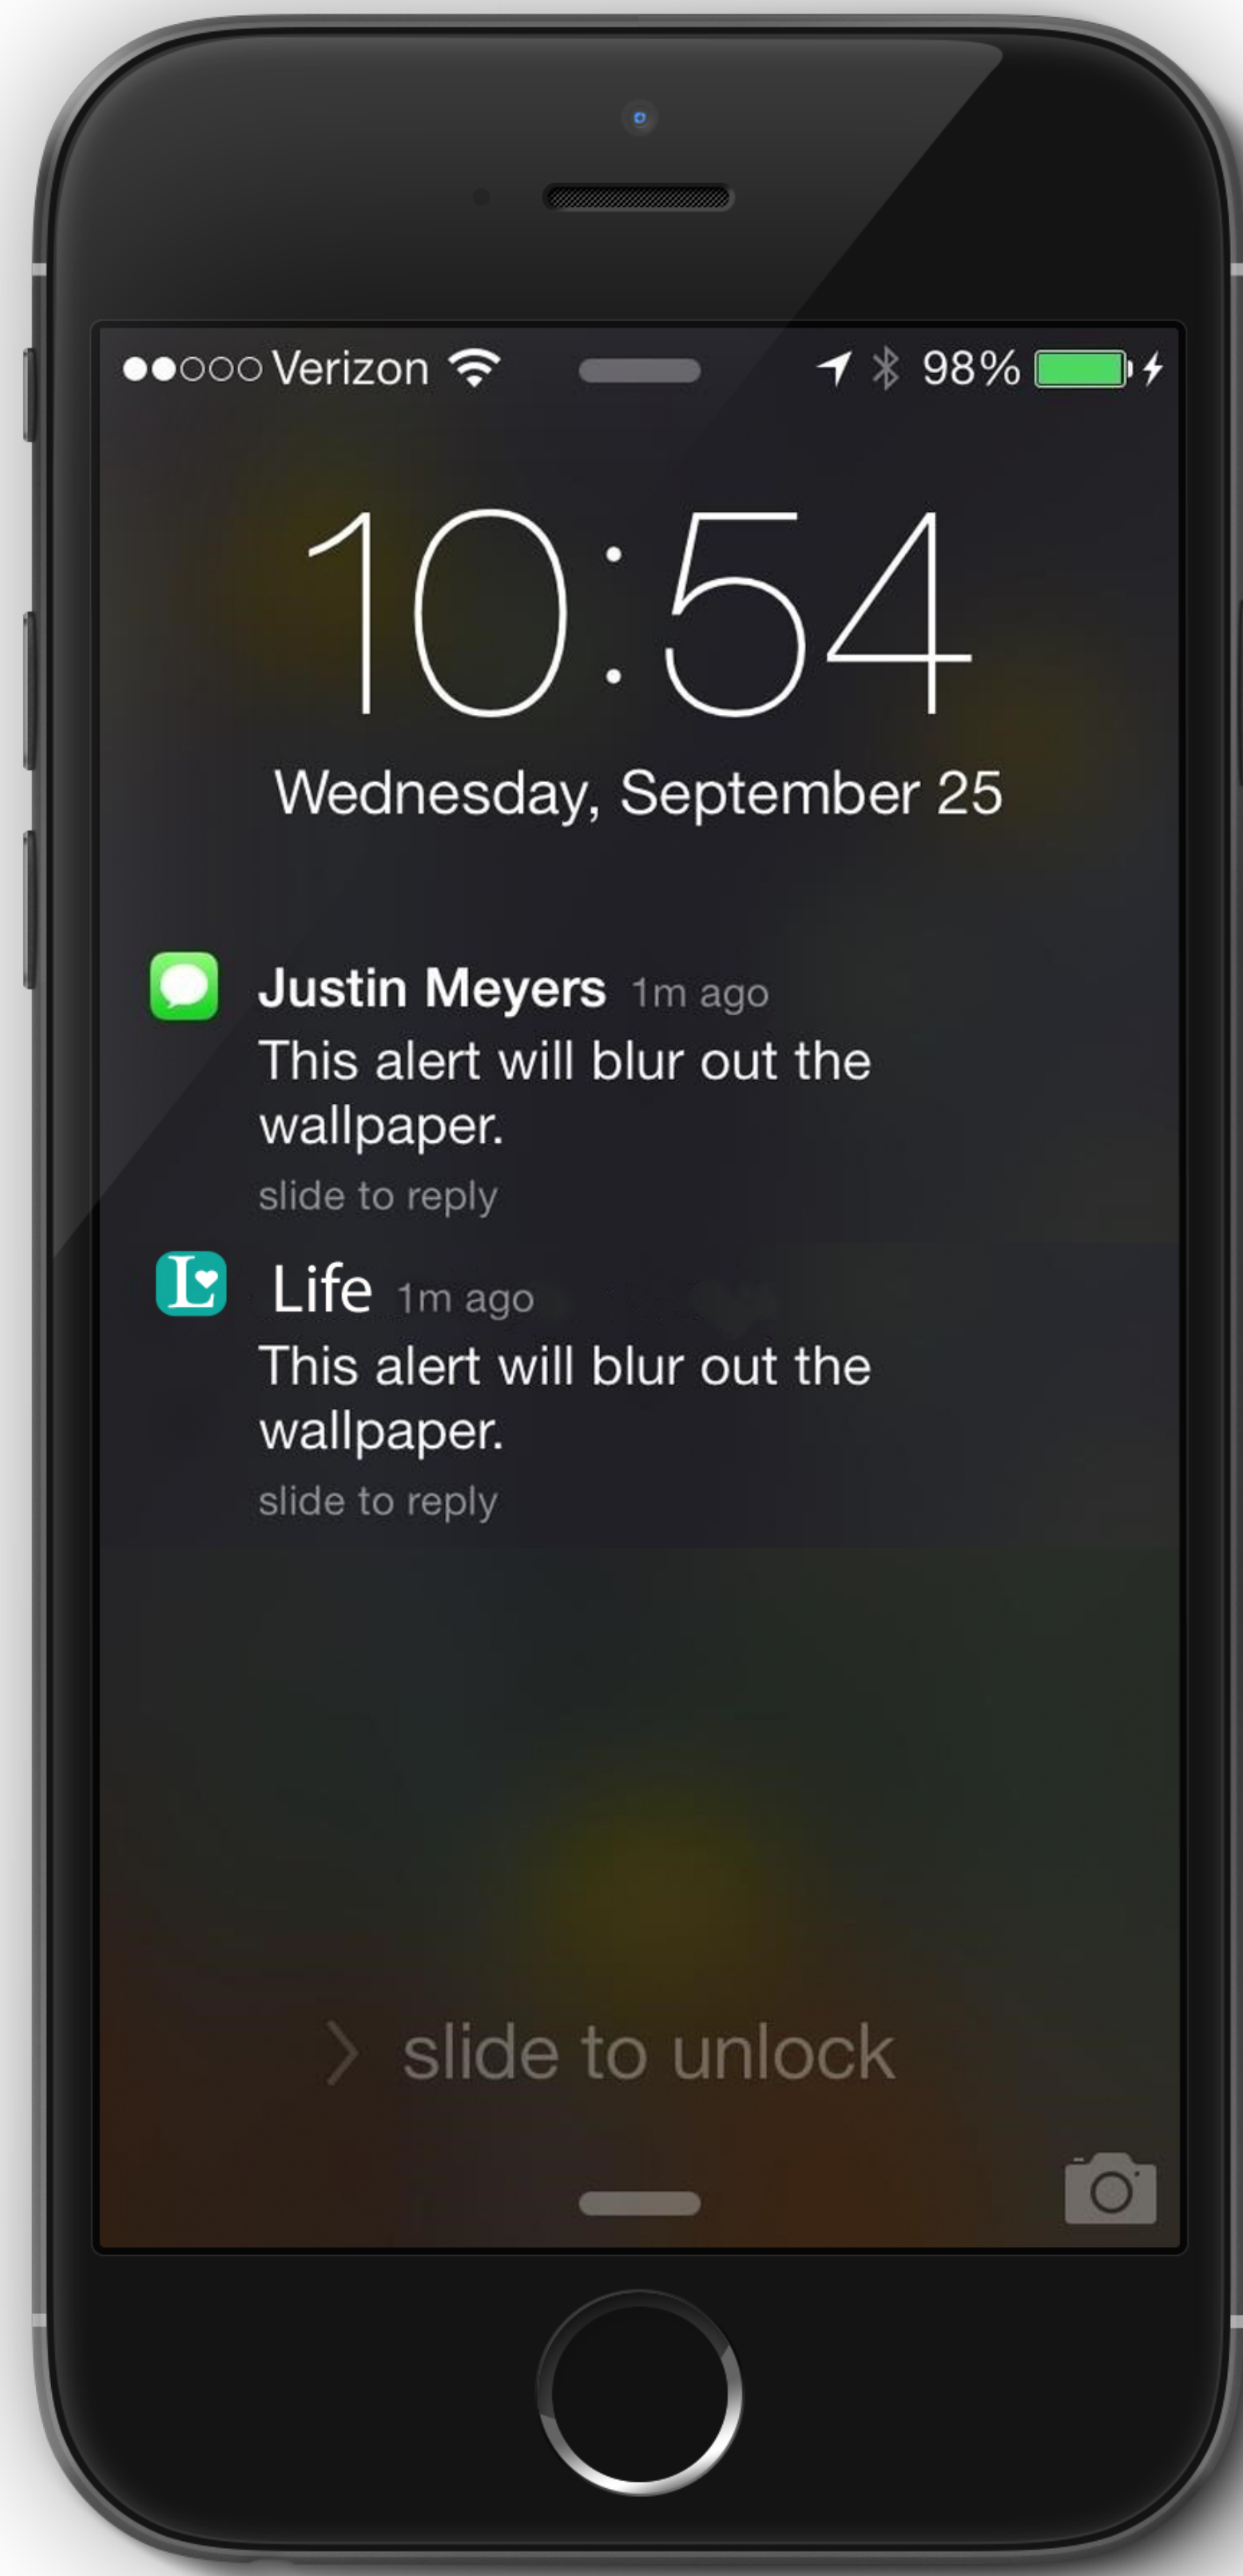 Verizon 98%
10:54
Wednesday, September 25
Justin Meyers 1m ago
This alert will blur out the
wallpaper.
slide to reply
L Life 1m ago
This alert will blur out the
wallpaper.
slide to reply
slide to unlock